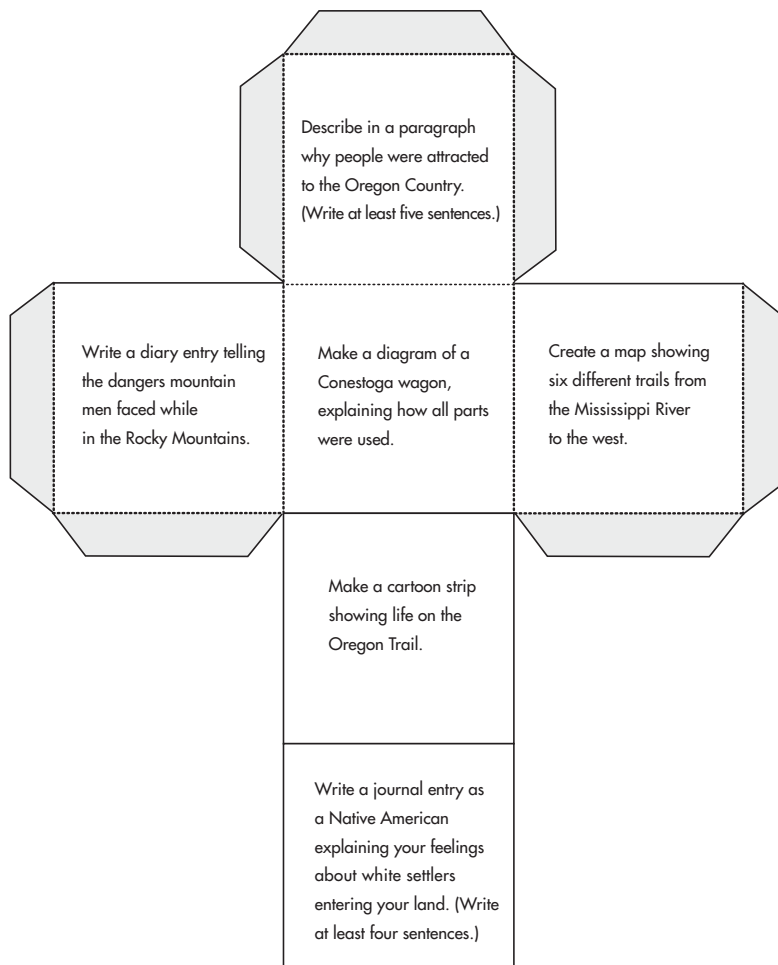 Describe in a paragraph
why people were attracted
to the Oregon Country.
(Write at least five sentences.)
Write a diary entry telling
the dangers mountain
men faced while
in the Rocky Mountains.
Make a diagram of a
Conestoga wagon,
explaining how all parts
were used.
Create a map showing
six different trails from
the Mississippi River
to the west.
Make a cartoon strip
showing life on the
Oregon Trail.
Write a journal entry as
a Native American
explaining your feelings
about white settlers
entering your land. (Write
at least four sentences.)